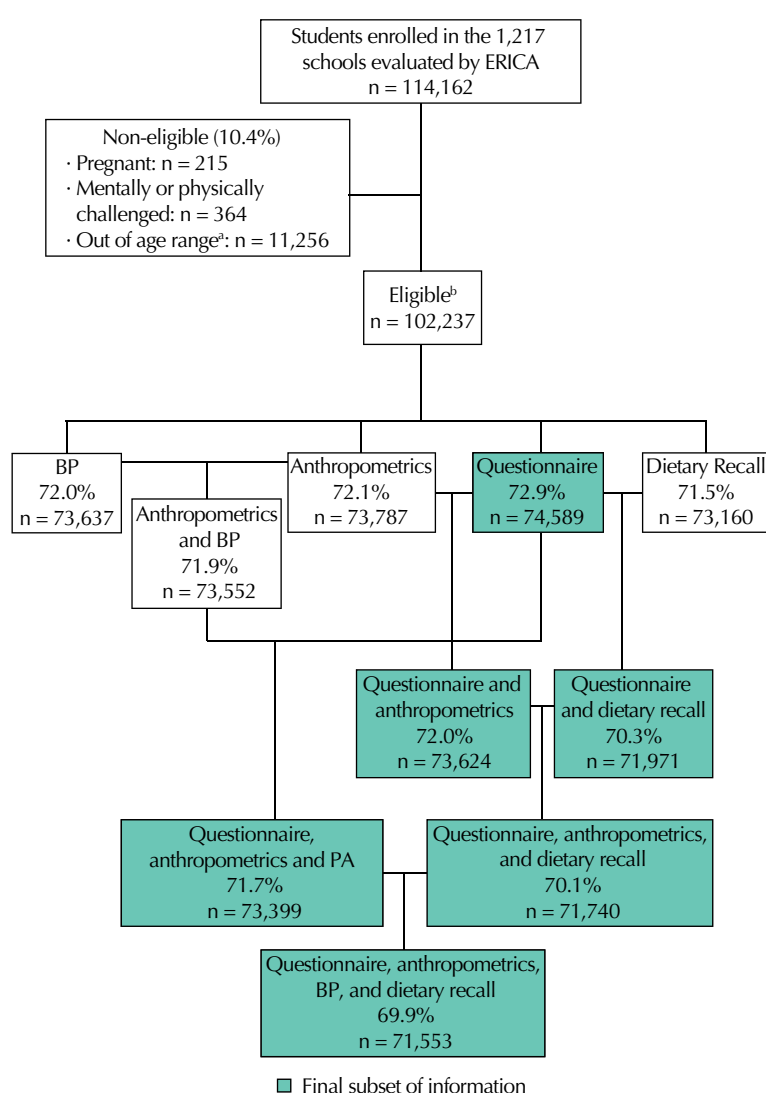 Students enrolled in the 1,217
schools evaluated by ERICA
n = 114,162
Non-eligible (10.4%)
· Pregnant: n = 215
· Mentally or physically
challenged: n = 364
· Out of age rangeᵃ: n = 11,256
Eligibleᵇ
n = 102,237
BP
72.0%
n = 73,637
Anthropometrics
and BP
71.9%
n = 73,552
Anthropometrics
72.1%
n = 73,787
Questionnaire
72.9%
n = 74,589
Dietary Recall
71.5%
n = 73,160
Questionnaire and
anthropometrics
72.0%
n = 73,624
Questionnaire
and dietary recall
70.3%
n = 71,971
Questionnaire,
anthropometrics and PA
71.7%
n = 73,399
Questionnaire, anthropometrics,
and dietary recall
70.1%
n = 71,740
Questionnaire, anthropometrics,
BP, and dietary recall
69.9%
n = 71,553
Final subset of information